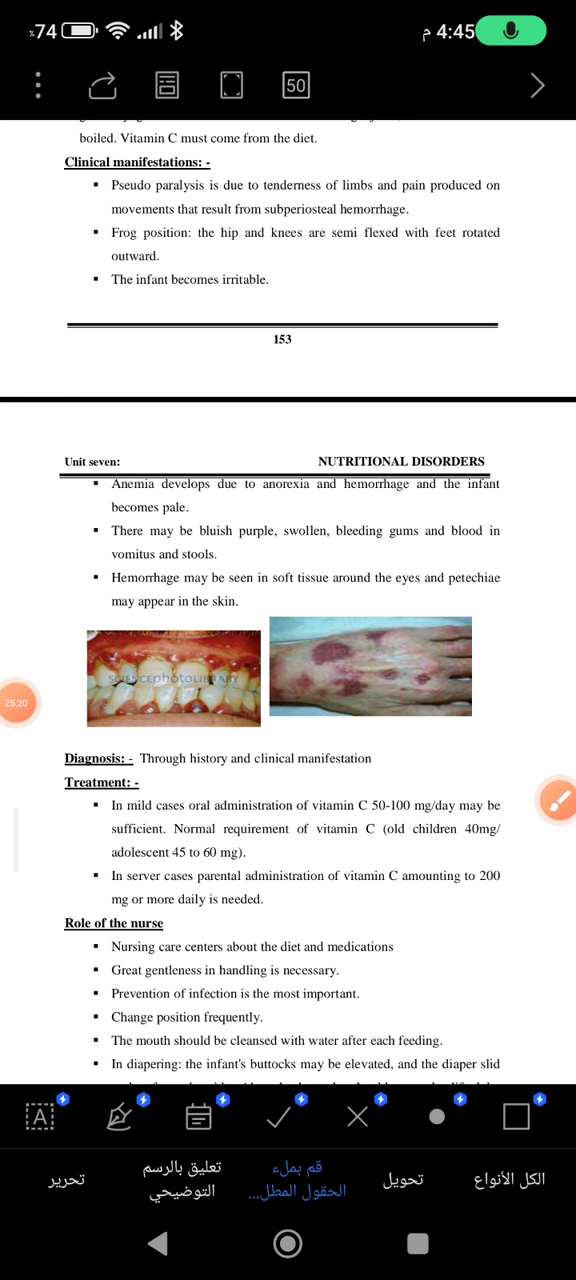 ٪74
4:45 م
50
boiled. Vitamin C must come from the diet.
Clinical manifestations: -
▪ Pseudo paralysis is due to tenderness of limbs and pain produced on
movements that result from subperiosteal hemorrhage.
▪ Frog position: the hip and knees are semi flexed with feet rotated
outward.
▪ The infant becomes irritable.
153
Unit seven: NUTRITIONAL DISORDERS
▪ Anemia develops due to anorexia and hemorrhage and the infant
becomes pale.
▪ There may be bluish purple, swollen, bleeding gums and blood in
vomitus and stools.
▪ Hemorrhage may be seen in soft tissue around the eyes and petechiae
may appear in the skin.
SCIENCEphotoLIBRARY
25:20
Diagnosis: - Through history and clinical manifestation
Treatment: -
▪ In mild cases oral administration of vitamin C 50-100 mg/day may be
sufficient. Normal requirement of vitamin C (old children 40mg/
adolescent 45 to 60 mg).
▪ In server cases parental administration of vitamin C amounting to 200
mg or more daily is needed.
Role of the nurse
▪ Nursing care centers about the diet and medications
▪ Great gentleness in handling is necessary.
▪ Prevention of infection is the most important.
▪ Change position frequently.
▪ The mouth should be cleansed with water after each feeding.
▪ In diapering: the infant's buttocks may be elevated, and the diaper slid
A
الكل الأنواع
تحويل
قم بملء
الحقول المطل...
تعليق بالرسم
التوضيحي
تحرير